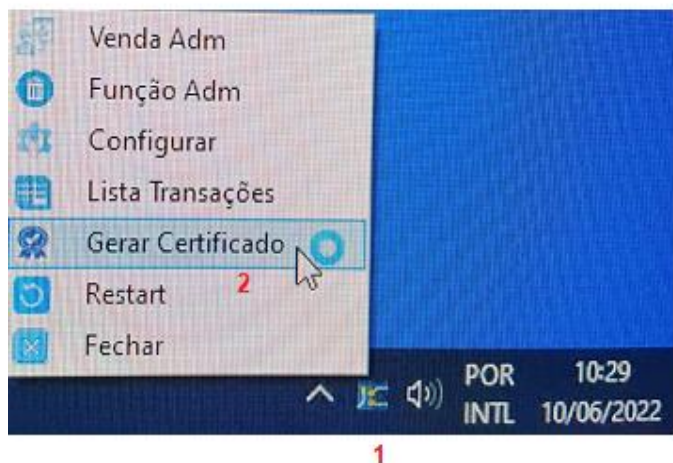 Venda Adm
Função Adm
Configurar
Lista Transações
Gerar Certificado
2
Restart
Fechar
POR 10:29
INTL 10/06/2022
1